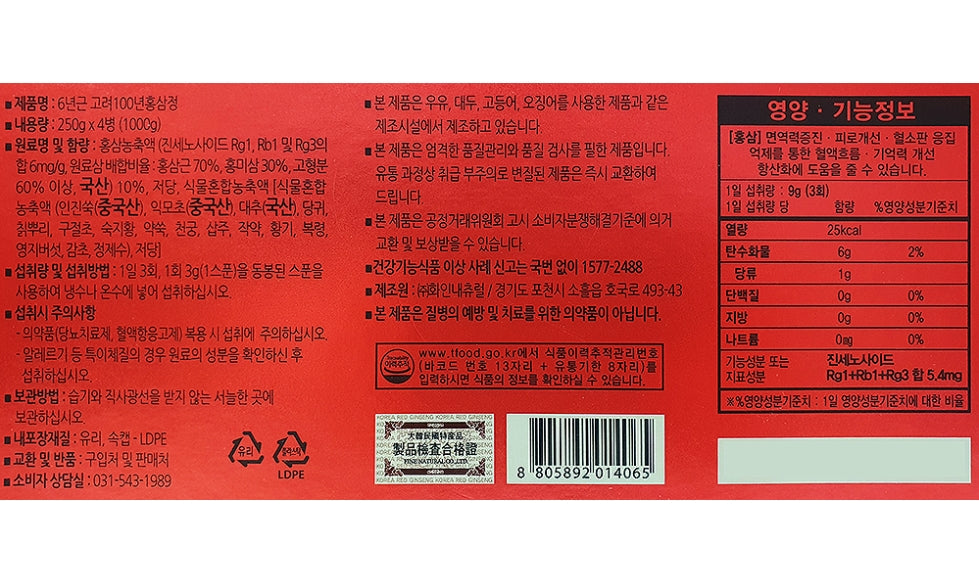 ■ 제품명 : 6년근 고려100년홍삼정
■ 내용량 : 250g x 4병 (1000g)
■ 원료명 및 함량 : 홍삼농축액 (진세노사이드 Rg1, Rb1 및 Rg3의
합 6mg/g, 원료삼 배합비율 : 홍삼근 70%, 홍미삼 30%, 고형분
60% 이상, 국산) 10%, 저당, 식물혼합농축액 [식물혼합
농축액 (인진쑥(중국산), 익모초(중국산), 대추(국산), 당귀,
칡뿌리, 구절초, 숙지황, 약쑥, 천궁, 삽주, 작약, 황기, 복령,
영지버섯, 감초, 정제수), 저당]
■ 섭취량 및 섭취방법 : 1일 3회, 1회 3g(1스푼)을 동봉된 스푼을
사용하여 냉수나 온수에 넣어 섭취하십시오.
■ 섭취시 주의사항
- 의약품(당뇨치료제, 혈액항응고제) 복용 시 섭취에 주의하십시오.
- 알레르기 등 특이체질의 경우 원료의 성분을 확인하신 후
섭취하십시오.
■ 보관방법 : 습기와 직사광선을 받지 않는 서늘한 곳에
보관하십시오
■ 내포장재질 : 유리, 속캡 - LDPE
■ 교환 및 반품 : 구입처 및 판매처
■ 소비자 상담실 : 031-543-1989
유리
플라스틱
LDPE
■ 본 제품은 우유, 대두, 고등어, 오징어를 사용한 제품과 같은
제조시설에서 제조하고 있습니다.
■ 본 제품은 엄격한 품질관리와 품질 검사를 필한 제품입니다.
유통 과정상 취급 부주의로 변질된 제품은 즉시 교환하여
드립니다.
■ 본 제품은 공정거래위원회 고시 소비자분쟁해결기준에 의거
교환 및 보상받을 수 있습니다.
■건강기능식품 이상 사례 신고는 국번 없이 1577-2488
■ 제조원 : ㈜화인내츄럴 / 경기도 포천시 소흘읍 호국로 493-43
■ 본 제품은 질병의 예방 및 치료를 위한 의약품이 아닙니다.
이력추적
www.tfood.go.kr에서 식품이력추적관리번호
(바코드 번호 13자리 + 유통기한 8자리)를
입력하시면 식품의 정보를 확인하실 수 있습니다.
KOREA RED GINSENG KOREA RED GINSENG
大韓民國特産品
製品檢査合格證
FINE NATURAL CO.,LTD.
KOREA RED GINSENG KOREA RED GINSENG
8 805892 014065
영양 · 기능정보
[홍삼] 면역력증진 · 피로개선 · 혈소판 응집
억제를 통한 혈액흐름 · 기억력 개선
항산화에 도움을 줄 수 있습니다.
1일 섭취량 : 9g (3회)
1일 섭취량 당 함량 %영양성분기준치
열량 25kcal
탄수화물 6g 2%
당류 1g
단백질 0g 0%
지방 0g 0%
나트륨 0mg 0%
기능성분 또는 지표성분 진세노사이드
Rg1+Rb1+Rg3 합 5.4mg
※%영양성분기준치 : 1일 영양성분기준치에 대한 비율